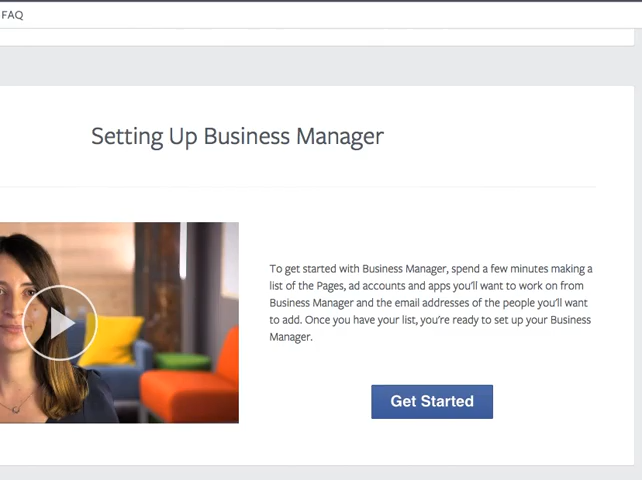 FAQ
Setting Up Business Manager
To get started with Business Manager, spend a few minutes making a
list of the Pages, ad accounts and apps you'll want to work on from
Business Manager and the email addresses of the people you'll want
to add. Once you have your list, you're ready to set up your Business
Manager.
Get Started